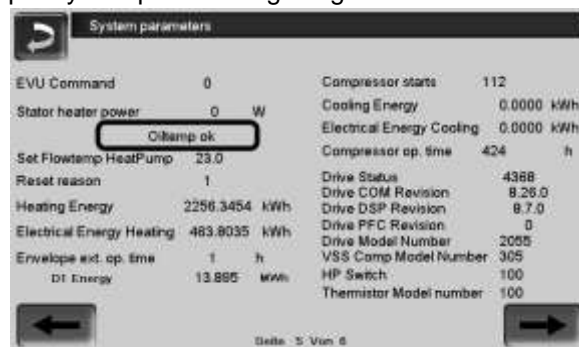 System parameters
EVU Command 0
Stator heater power 0 W
Oiltemp ok
Set Flowtemp HeatPump 23.0
Reset reason 1
Heating Energy 2256.3454 kWh
Electrical Energy Heating 483.8035 kWh
Envelope ext. op. time 1 h
DI Energy 13.895 MWh
Compressor starts 112
Cooling Energy 0.0000 kWh
Electrical Energy Cooling 0.0000 kWh
Compressor op. time 424 h
Drive Status 4368
Drive COM Revision 8.26.0
Drive DSP Revision 8.7.0
Drive PFC Revision 0
Drive Model Number 2055
VSS Comp Model Number 305
HP Switch 100
Thermistor Model number 100
Seite 5 Von 6